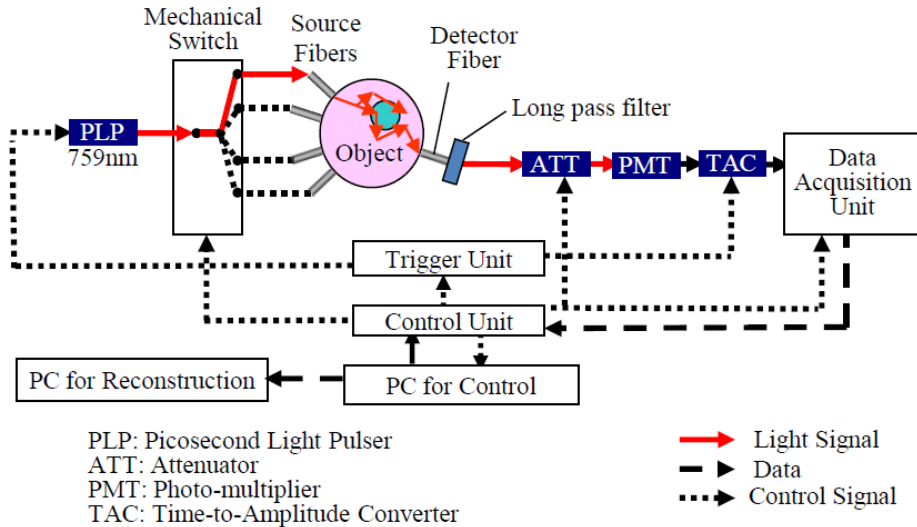 Mechanical
Switch
Source
Fibers
Detector
Fiber
Long pass filter
PLP
759nm
Object
ATT
PMT
TAC
Data
Acquisition
Unit
Trigger Unit
Control Unit
PC for Reconstruction
PC for Control
PLP: Picosecond Light Pulser
ATT: Attenuator
PMT: Photo-multiplier
TAC: Time-to-Amplitude Converter
Light Signal
Data
Control Signal